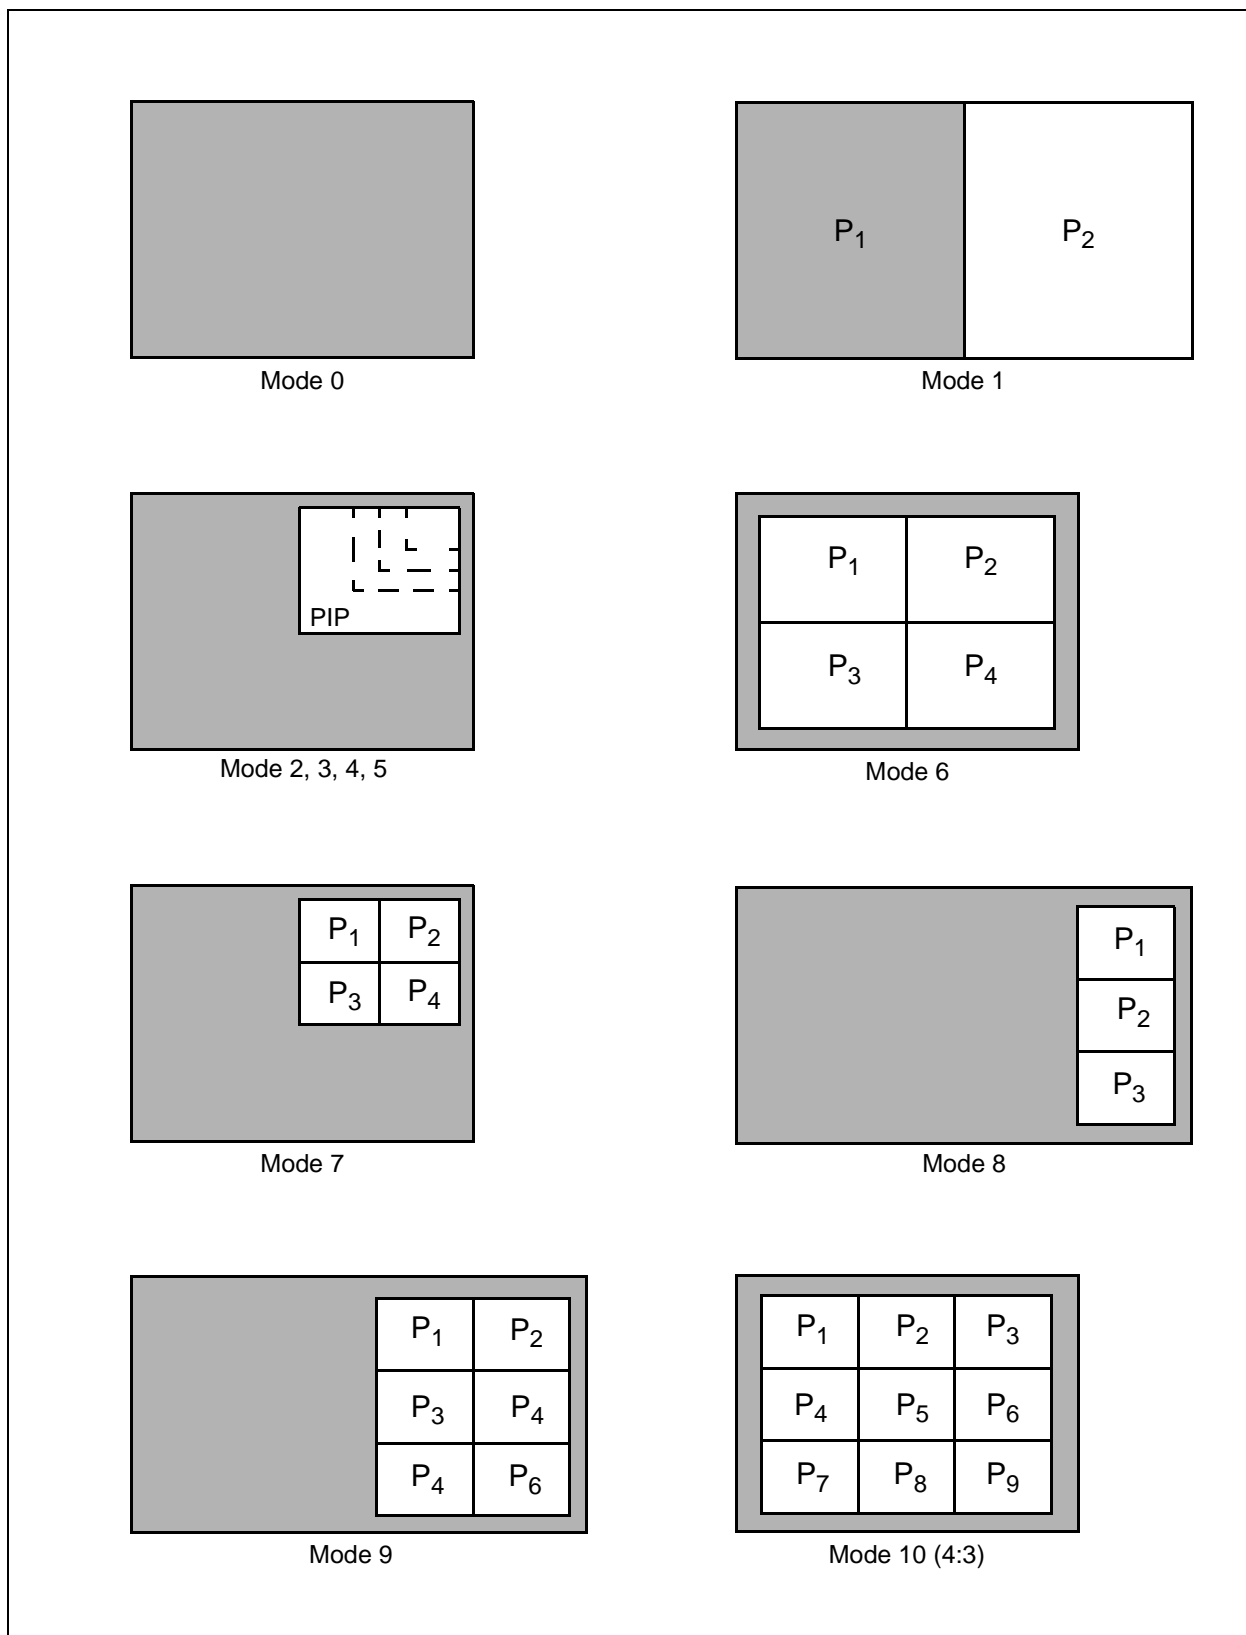 P1 P2
Mode 0 Mode 1
PIP
P1 P2
P3 P4
Mode 2, 3, 4, 5 Mode 6
P1 P2
P3 P4
P1
P2
P3
Mode 7 Mode 8
P1 P2
P3 P4
P4 P6
P1 P2 P3
P4 P5 P6
P7 P8 P9
Mode 9 Mode 10 (4:3)